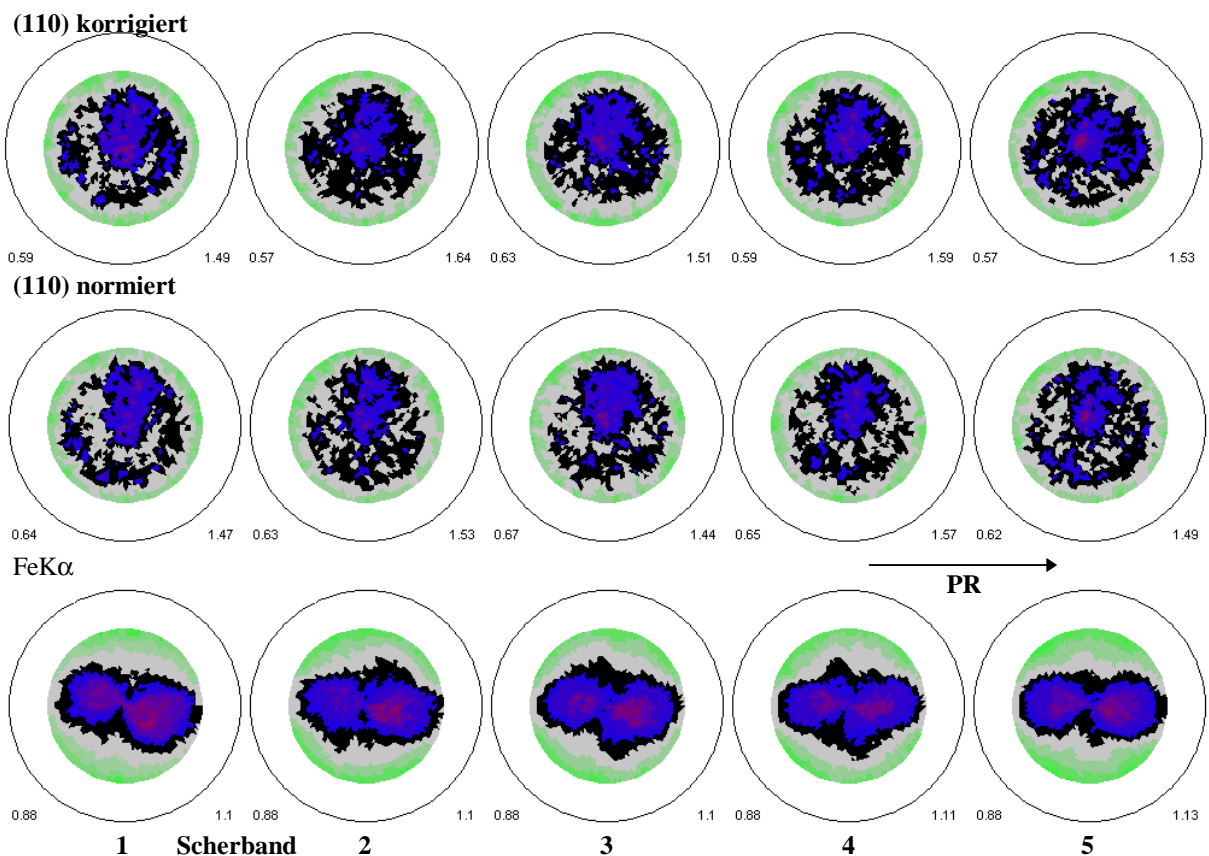 (110) korrigiert
0.59 1.49 0.57 1.64 0.63 1.51 0.59 1.59 0.57 1.53
(110) normiert
0.64 1.47 0.63 1.53 0.67 1.44 0.65 1.57 0.62 1.49
FeKα
PR
0.88 1.1 0.88 1.1 0.88 1.1 0.88 1.11 0.88 1.13
1 Scherband 2 3 4 5